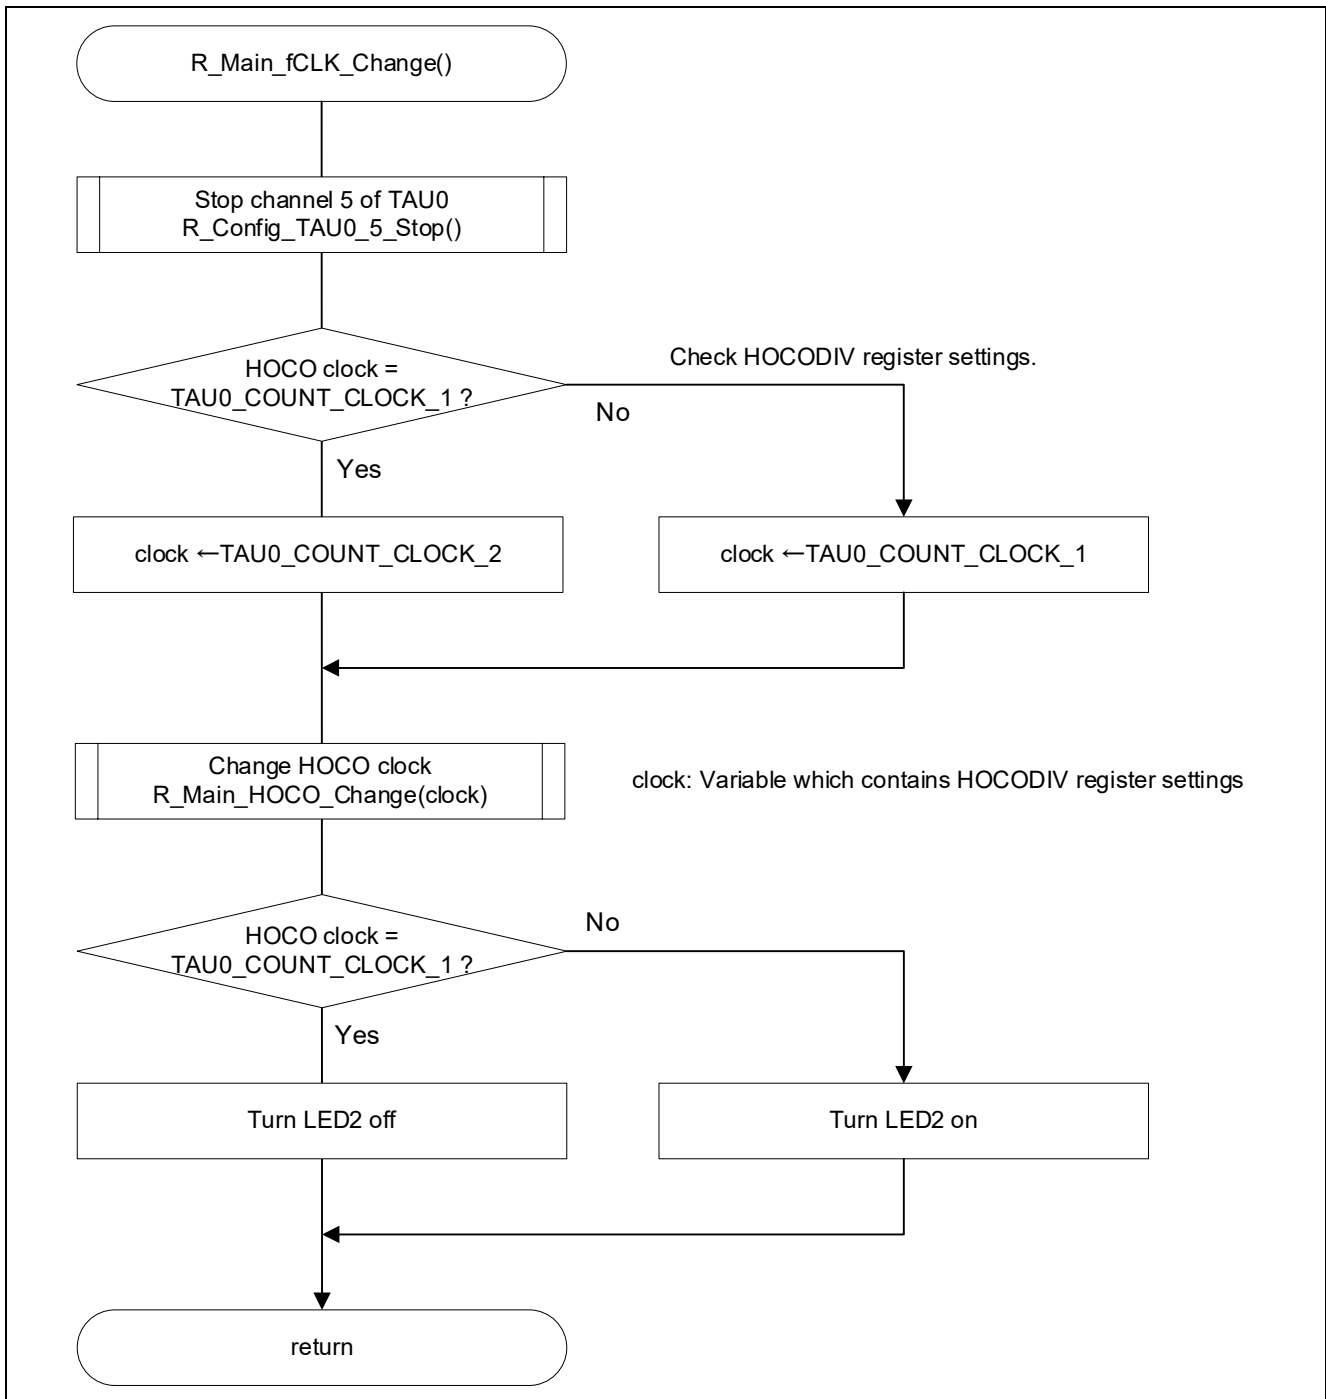 R_Main_fCLK_Change()
Stop channel 5 of TAU0
R_Config_TAU0_5_Stop()
HOCO clock =
TAU0_COUNT_CLOCK_1 ?
Check HOCODIV register settings.
No
Yes
clock ←TAU0_COUNT_CLOCK_2
clock ←TAU0_COUNT_CLOCK_1
Change HOCO clock
R_Main_HOCO_Change(clock)
clock: Variable which contains HOCODIV register settings
HOCO clock =
TAU0_COUNT_CLOCK_1 ?
No
Yes
Turn LED2 off
Turn LED2 on
return